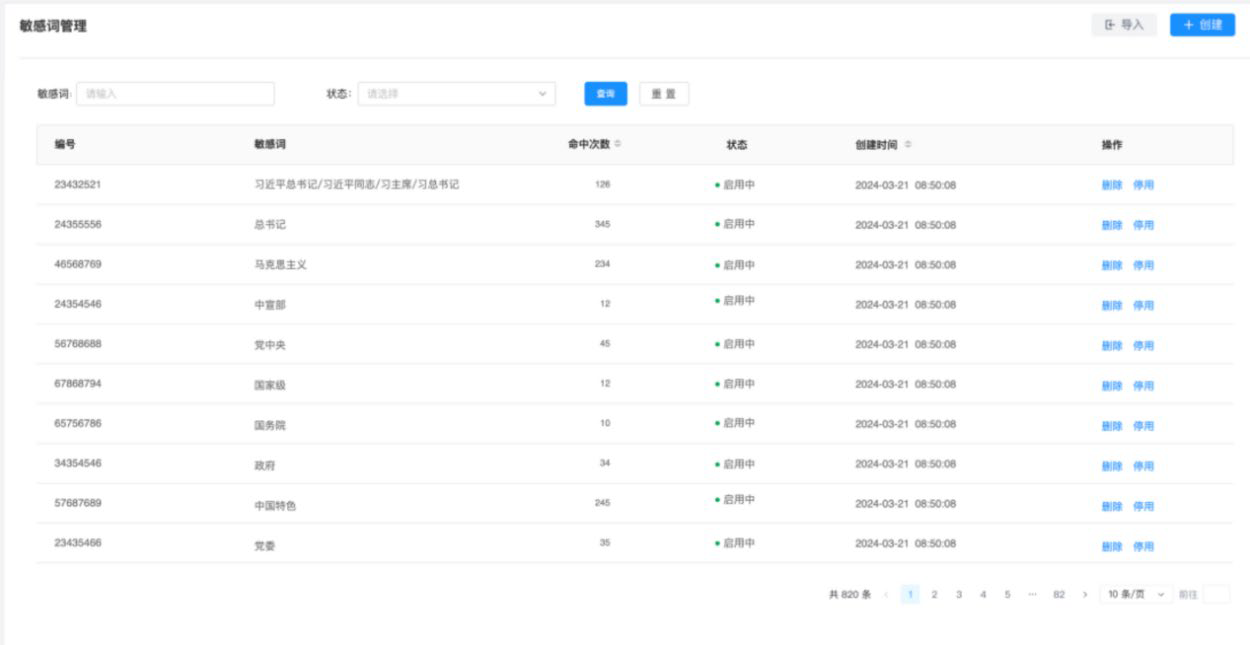 敏感词管理 导入 + 创建
敏感词: 请输入 状态: 请选择 查询 重 置
编号 敏感词 命中次数 状态 创建时间 操作
23432521 习近平总书记/习近平同志/习主席/习总书记 126 启用中 2024-03-21 08:50:08 删除 停用
24355556 总书记 345 启用中 2024-03-21 08:50:08 删除 停用
46568769 马克思主义 234 启用中 2024-03-21 08:50:08 删除 停用
24354546 中宣部 12 启用中 2024-03-21 08:50:08 删除 停用
56768688 党中央 45 启用中 2024-03-21 08:50:08 删除 停用
67868794 国家级 12 启用中 2024-03-21 08:50:08 删除 停用
65756786 国务院 10 启用中 2024-03-21 08:50:08 删除 停用
34354546 政府 34 启用中 2024-03-21 08:50:08 删除 停用
57687689 中国特色 245 启用中 2024-03-21 08:50:08 删除 停用
23435466 党委 35 启用中 2024-03-21 08:50:08 删除 停用
共 820 条 < 1 2 3 4 5 ··· 82 > 10 条/页 前往